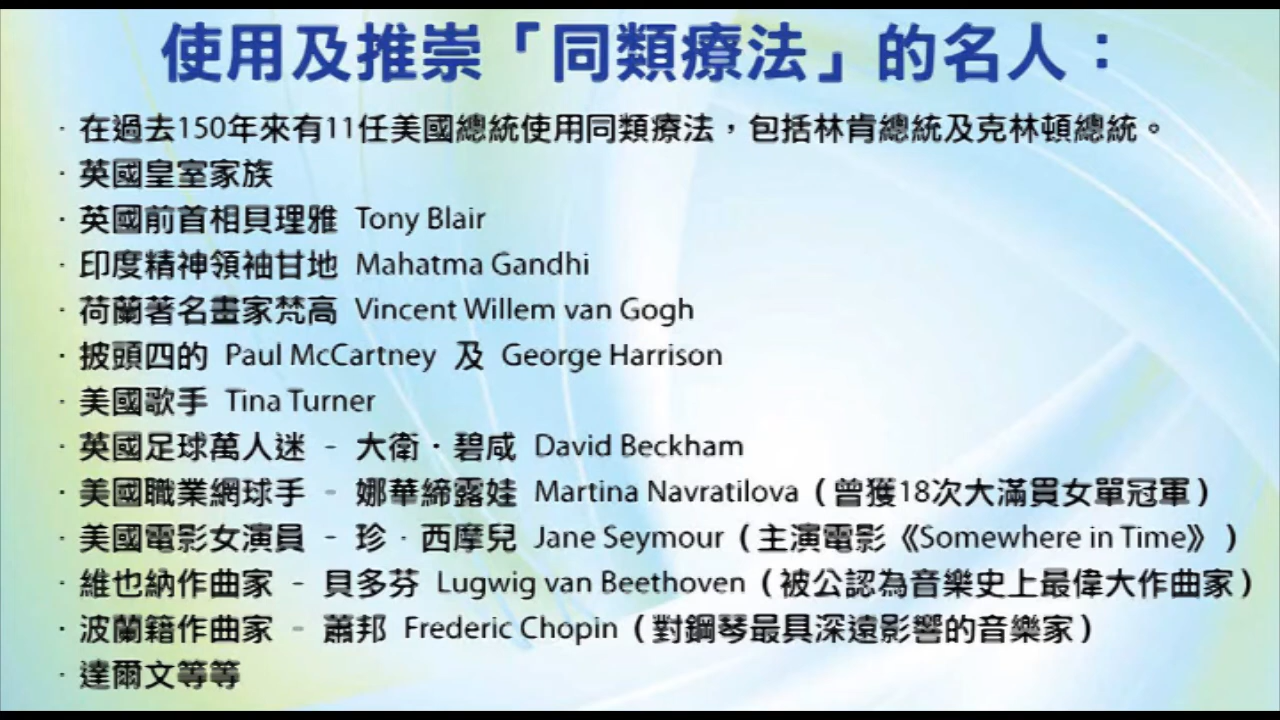 使用及推崇「同類療法」的名人：
· 在過去150年來有11任美國總統使用同類療法，包括林肯總統及克林頓總統。
· 英國皇室家族
· 英國前首相貝理雅 Tony Blair
· 印度精神領袖甘地 Mahatma Gandhi
· 荷蘭著名畫家梵高 Vincent Willem van Gogh
· 披頭四的 Paul McCartney 及 George Harrison
· 美國歌手 Tina Turner
· 英國足球萬人迷 - 大衛·碧咸 David Beckham
· 美國職業網球手 - 娜華締露娃 Martina Navratilova（曾獲18次大滿貫女單冠軍）
· 美國電影女演員 - 珍·西摩兒 Jane Seymour（主演電影《Somewhere in Time》）
· 維也納作曲家 - 貝多芬 Lugwig van Beethoven（被公認為音樂史上最偉大作曲家）
· 波蘭籍作曲家 - 蕭邦 Frederic Chopin（對鋼琴最具深遠影響的音樂家）
· 達爾文等等